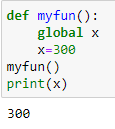 def myfun():
    global x
    x=300
myfun()
print(x)
300